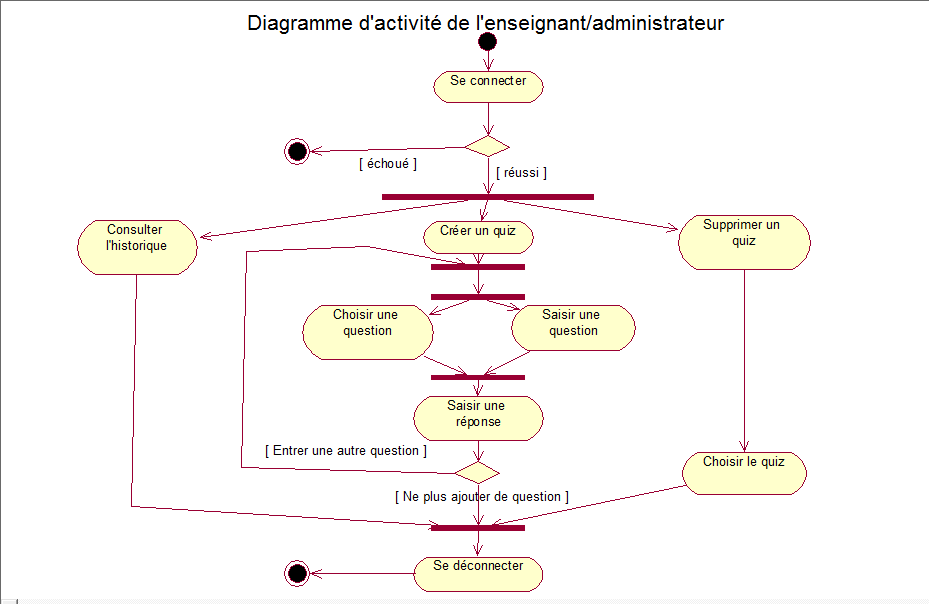 Diagramme d'activité de l'enseignant/administrateur
Se connecter
[ échoué ]
[ réussi ]
Consulter
l'historique
Créer un quiz
Supprimer un
quiz
Choisir une
question
Saisir une
question
Saisir une
réponse
[ Entrer une autre question ]
Choisir le quiz
[ Ne plus ajouter de question ]
Se déconnecter